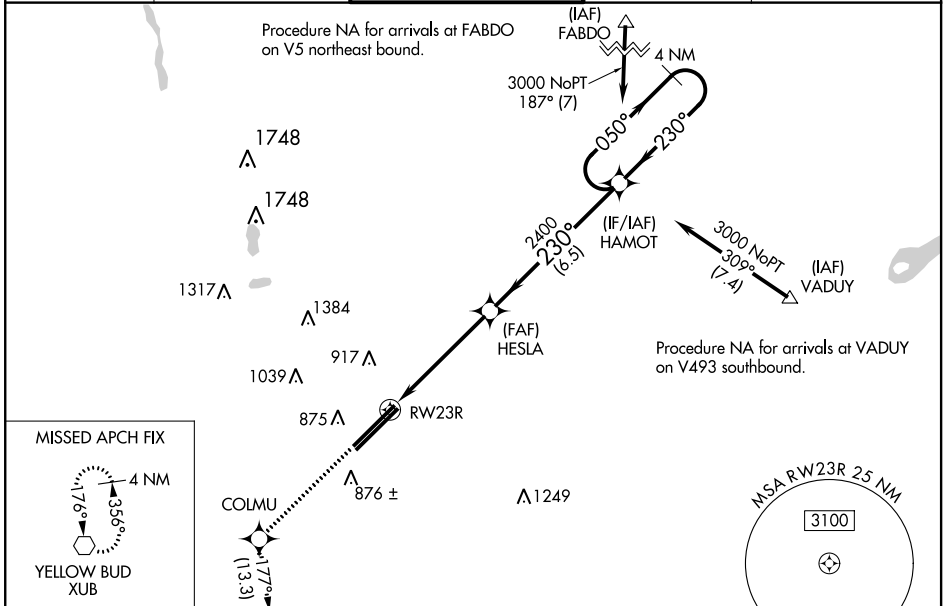 Procedure NA for arrivals at FABDO
on V5 northeast bound.
(IAF)
FABDO
4 NM
3000 NoPT
187° (7)
050°
230°
1748
1748
(IF/IAF)
HAMOT
2400
230°
(6.5)
3000 NoPT
309°
(7.4)
(IAF)
VADUY
1317
1384
(FAF)
HESLA
Procedure NA for arrivals at VADUY
on V493 southbound.
917
1039
875
RW23R
MISSED APCH FIX
4 NM
176°
356°
YELLOW BUD
XUB
876 ±
1249
COLMU
177°
(13.3)
MSA RW23R 25 NM
3100